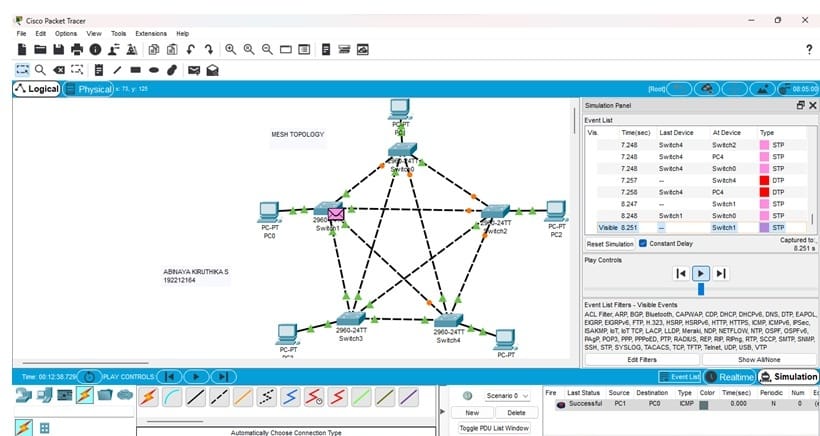 Cisco Packet Tracer
File Edit Options View Tools Extensions Help
?
Logical Physical x: 73, y: 125 [Root] 08:05:00
MESH TOPOLOGY
PC-PT
2960-24TT
Switch0
PC-PT
PC0
2960
Switch1
2960-24TT
Switch2
PC-PT
PC2
ABINAYA KIRUTHIKA S
192212164
2960-24TT
Switch3
2960-24TT
Switch4
PC-PT
PC-PT
Simulation Panel
Event List
Vis. Time(sec) Last Device At Device Type
7.248 Switch4 Switch2 STP
7.248 Switch4 PC4 STP
7.248 Switch4 Switch0 STP
7.257 -- Switch4 DTP
7.258 Switch4 PC4 DTP
8.247 -- Switch1 STP
8.248 Switch1 Switch0 STP
Visible 8.251 -- Switch1 STP
Reset Simulation Constant Delay Captured to:
8.251 s
Play Controls
Event List Filters - Visible Events
ACL Filter, ARP, BGP, Bluetooth, CAPWAP, CDP, DHCP, DHCPv6, DNS, DTP, EAPOL,
EIGRP, EIGRPv6, FTP, H.323, HSRP, HSRPv6, HTTP, HTTPS, ICMP, ICMPv6, IPSec,
ISAKMP, IoT, IoT TCP, LACP, LLDP, Meraki, NDP, NETFLOW, NTP, OSPF, OSPFv6,
PAgP, POP3, PPP, PPPoED, PTP, RADIUS, REP, RIP, RIPng, RTP, SCCP, SMTP, SNMP,
SSH, STP, SYSLOG, TACACS, TCP, TFTP, Telnet, UDP, USB, VTP
Edit Filters Show All/None
Time: 00:12:38.729 PLAY CONTROLS: Event List Realtime Simulation
Scenario 0
New Delete
Toggle PDU List Window
Fire Last Status Source Destination Type Color Time(sec) Periodic Num
Successful PC1 PC0 ICMP 0.000 N 0
Automatically Choose Connection Type